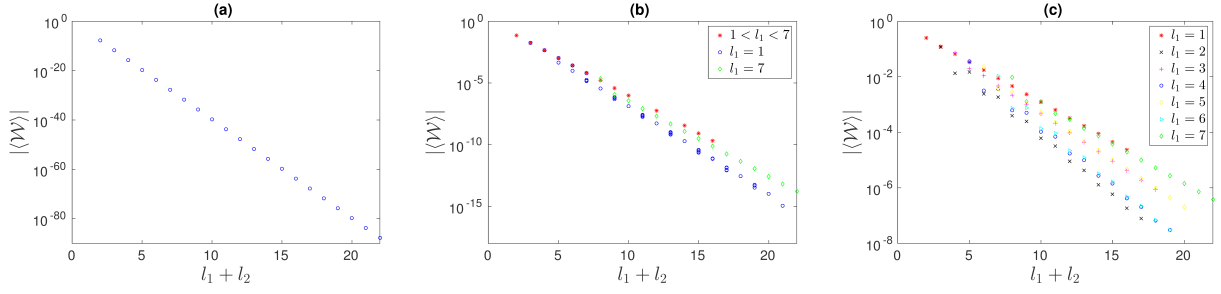 (a)
10^0
10^-20
10^-40
10^-60
10^-80
|⟨W⟩|
0 5 10 15 20
l_1 + l_2
(b)
10^0
10^-5
10^-10
10^-15
|⟨W⟩|
0 5 10 15 20
l_1 + l_2
1 < l_1 < 7
l_1 = 1
l_1 = 7
(c)
10^0
10^-2
10^-4
10^-6
10^-8
|⟨W⟩|
0 5 10 15 20
l_1 + l_2
l_1 = 1
l_1 = 2
l_1 = 3
l_1 = 4
l_1 = 5
l_1 = 6
l_1 = 7